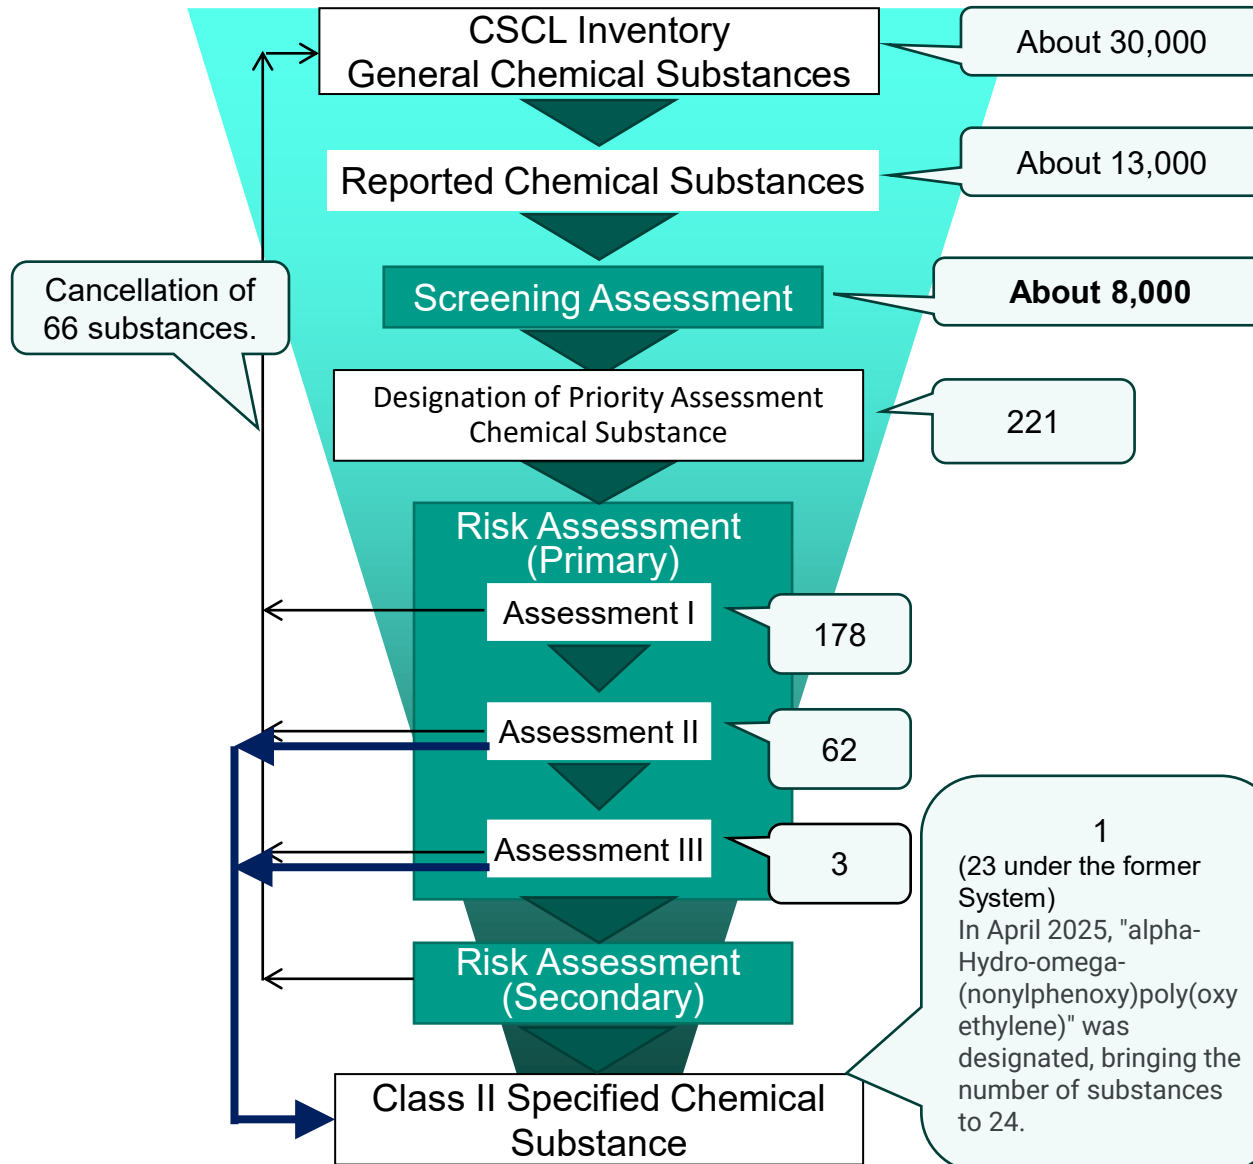 CSCL Inventory
General Chemical Substances
About 30,000
Reported Chemical Substances
About 13,000
Screening Assessment
About 8,000
Cancellation of
66 substances.
Designation of Priority Assessment
Chemical Substance
221
Risk Assessment
(Primary)
Assessment I
178
Assessment II
62
Assessment III
3
Risk Assessment
(Secondary)
Class II Specified Chemical
Substance
1
(23 under the former
System)
In April 2025, "alpha-
Hydro-omega-
(nonylphenoxy)poly(oxy
ethylene)" was
designated, bringing the
number of substances
to 24.